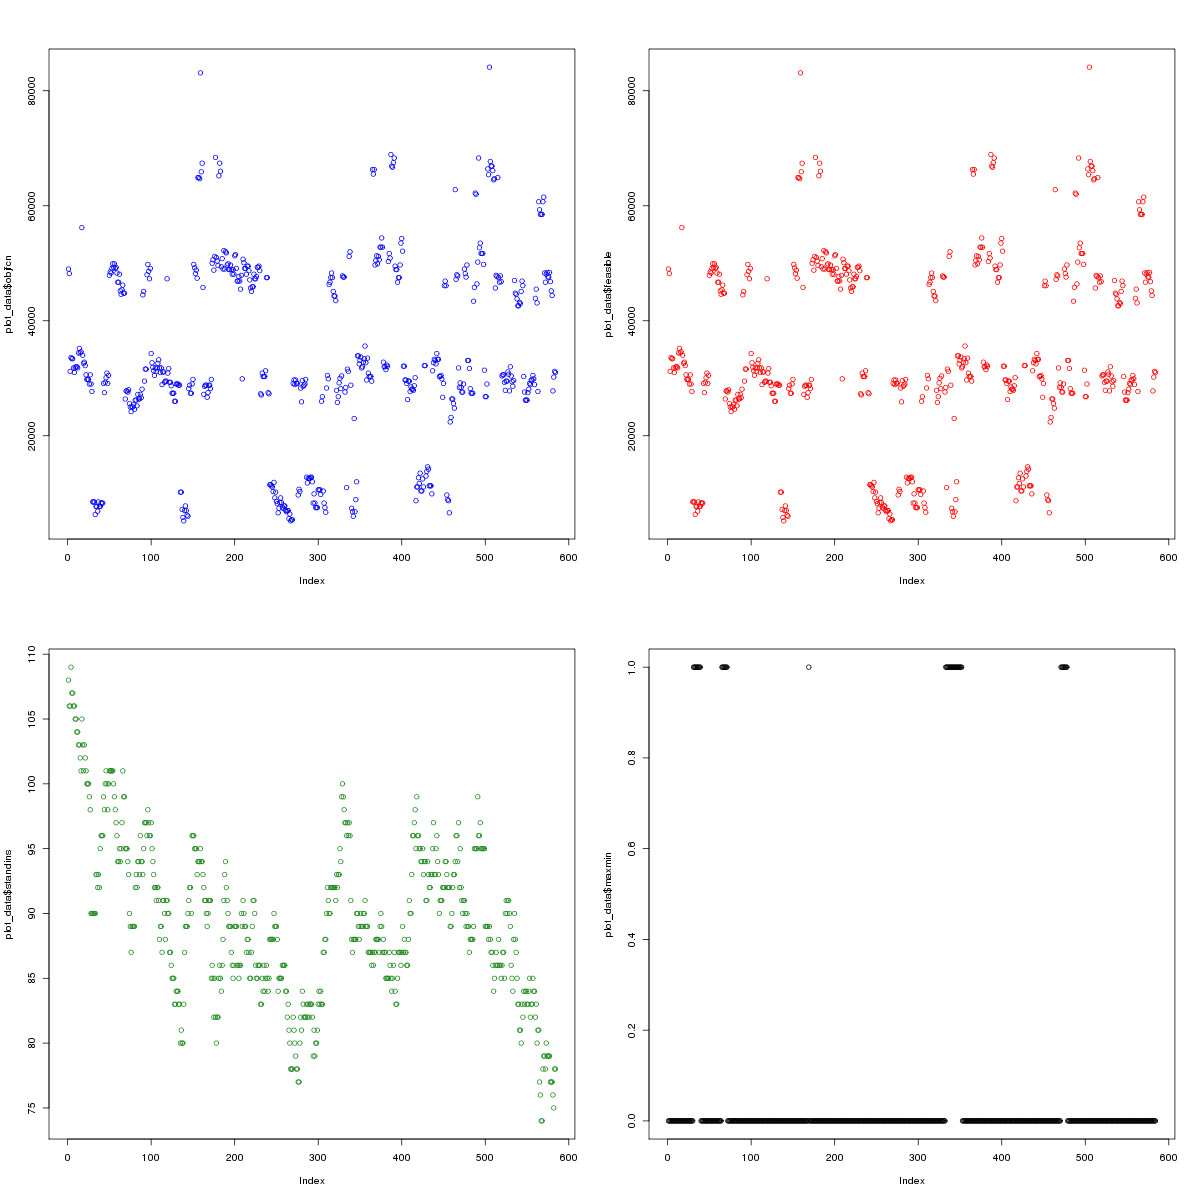 plot_data$objfcn
80000
60000
40000
20000
0 100 200 300 400 500 600
Index
plot_data$feasible
80000
60000
40000
20000
0 100 200 300 400 500 600
Index
plot_data$standins
110
105
100
95
90
85
80
75
0 100 200 300 400 500 600
Index
plot_data$maxmin
1.0
0.8
0.6
0.4
0.2
0.0
0 100 200 300 400 500 600
Index